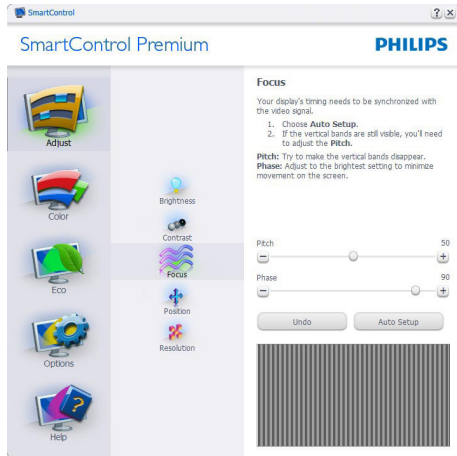 SmartControl
SmartControl Premium
PHILIPS
Adjust
Color
Eco
Options
Help
Brightness
Contrast
Focus
Position
Resolution
Focus
Your display's timing needs to be synchronized with
the video signal.
1. Choose Auto Setup.
2. If the vertical bands are still visible, you'll need
to adjust the Pitch.
Pitch: Try to make the vertical bands disappear.
Phase: Adjust to the brightest setting to minimize
movement on the screen.
Pitch 50
Phase 90
Undo Auto Setup